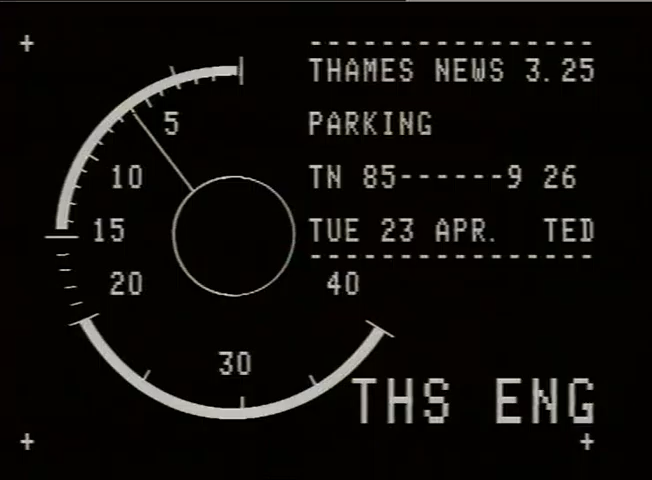 THAMES NEWS 3.25
PARKING
TN 85------9 26
TUE 23 APR. TED
5
10
15
20
30
40
THS ENG